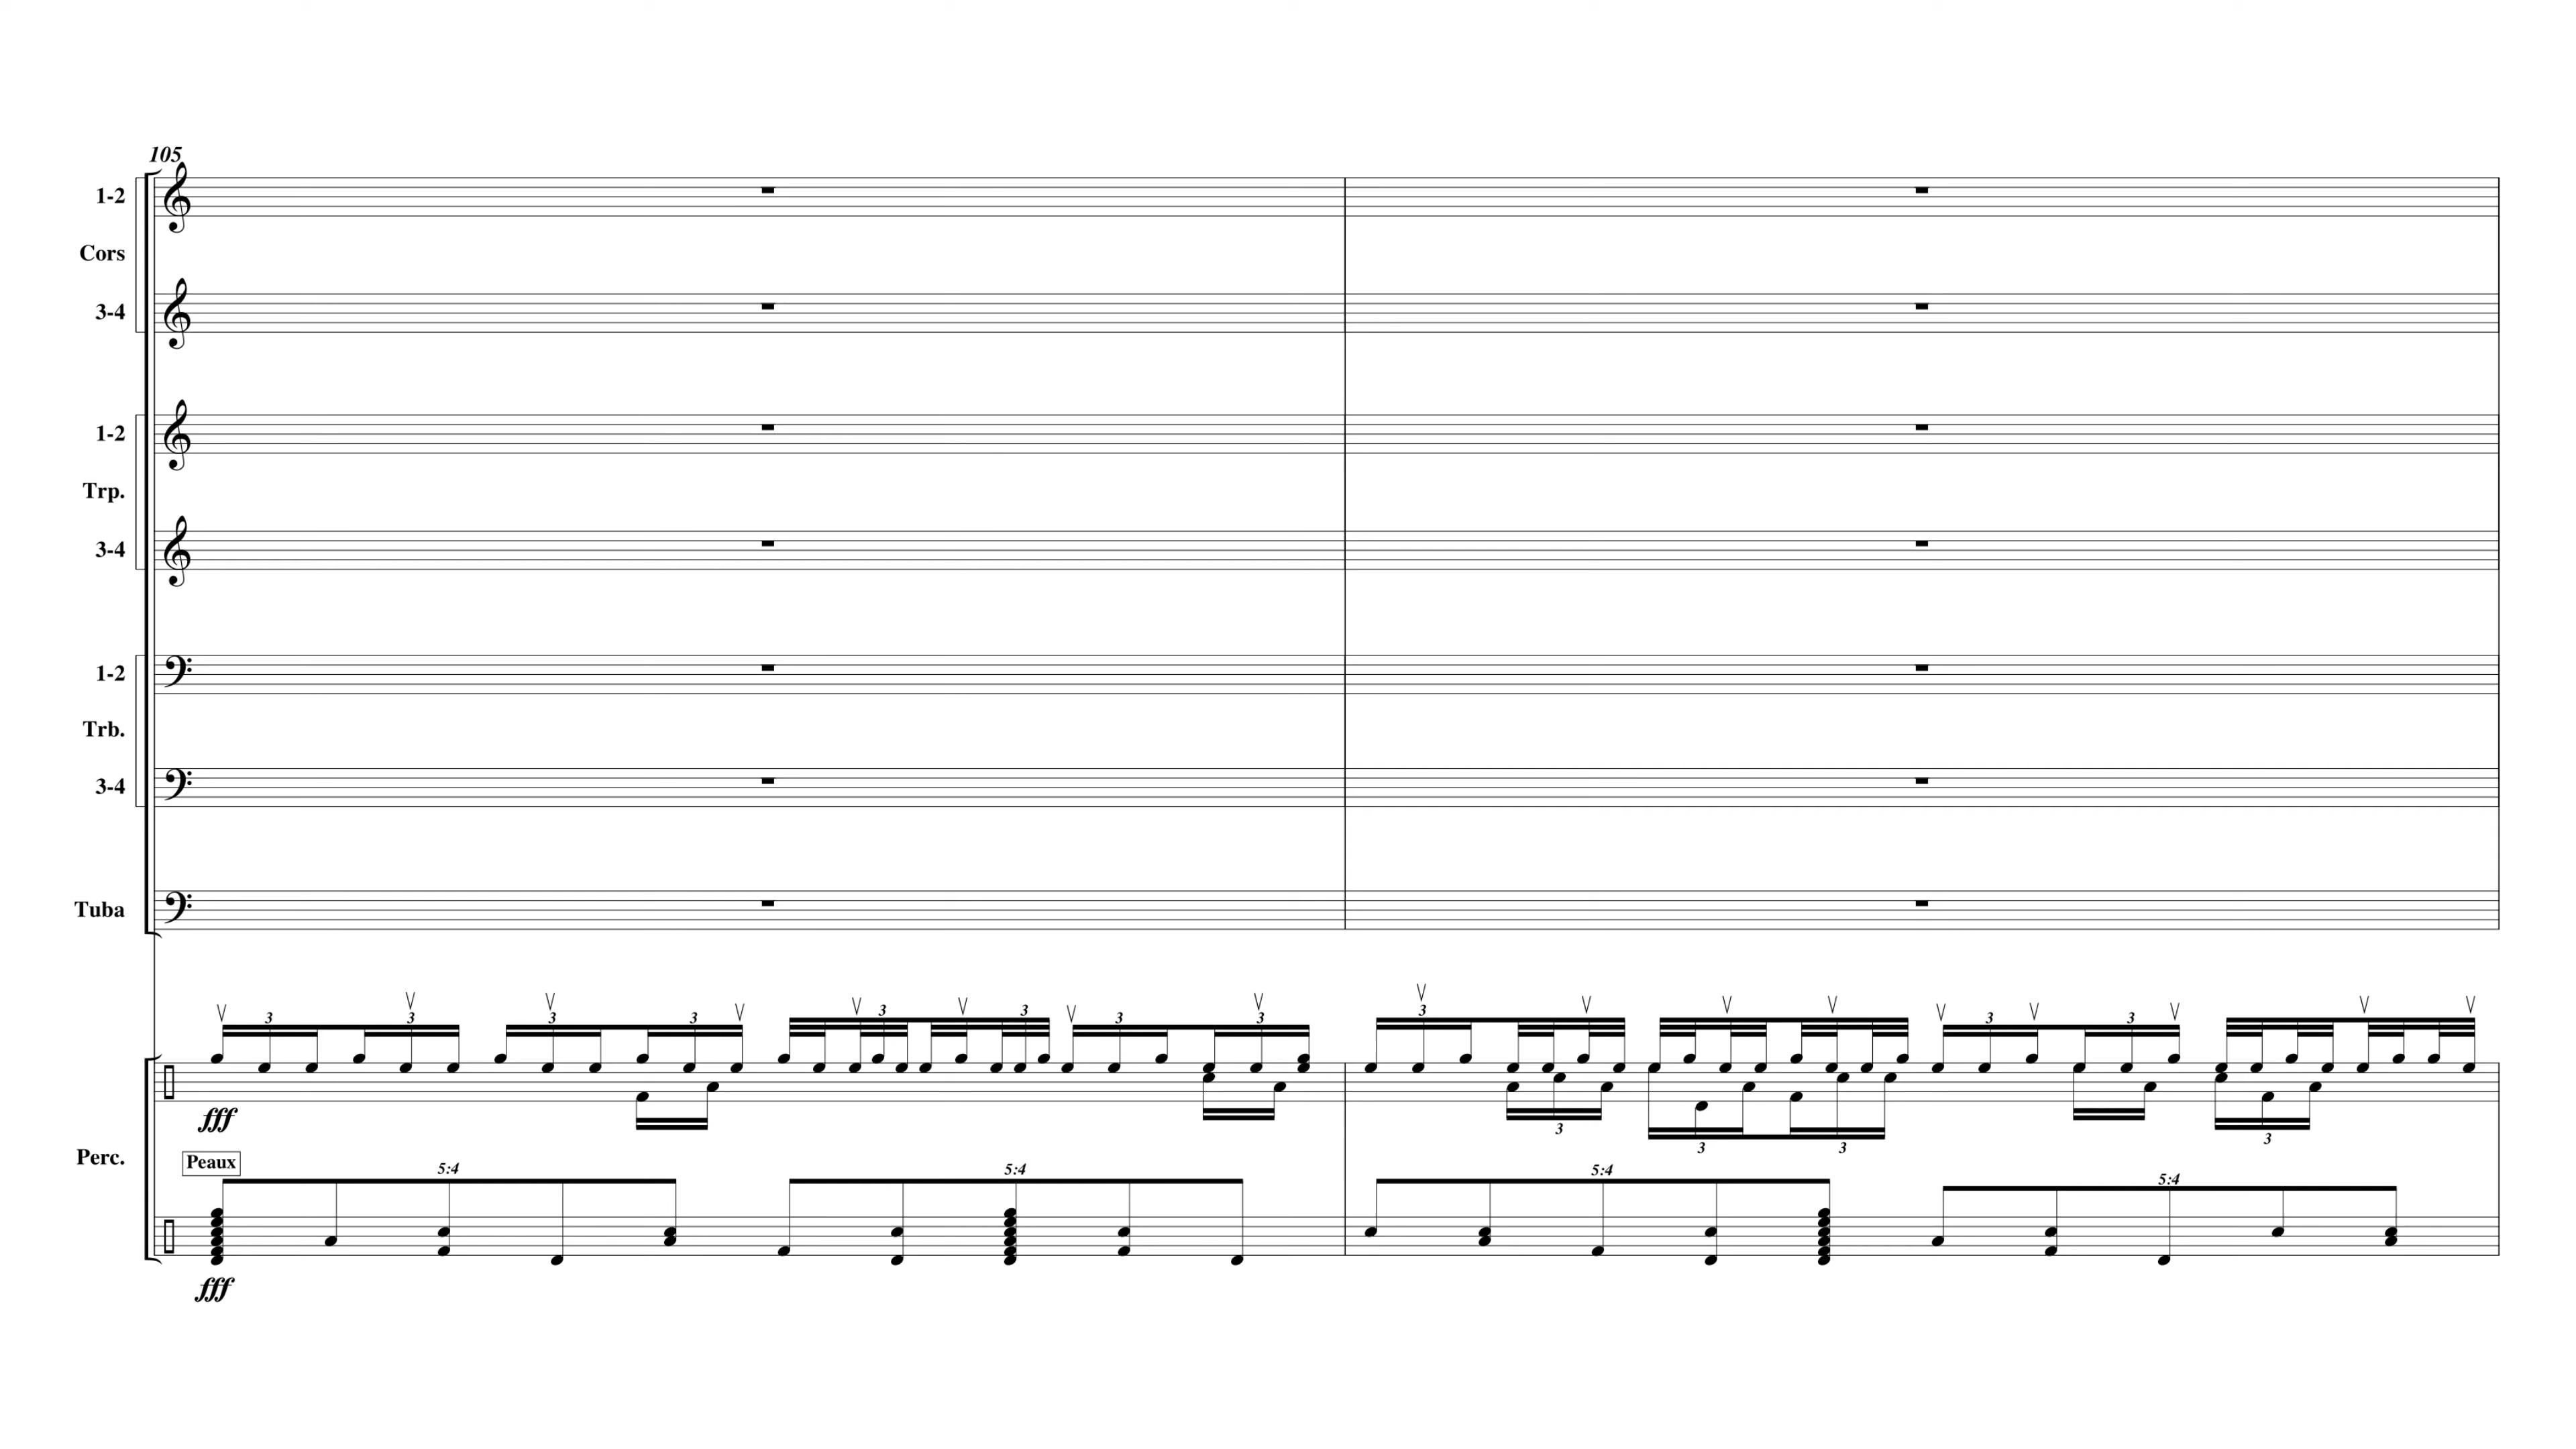 105
1-2
Cors
3-4
1-2
Trp.
3-4
1-2
Trb.
3-4
Tuba
3 3 3 3 3 3 3 3 3 3 3
fff
3 3 3 3
Perc.
Peaux
5:4 5:4 5:4 5:4
fff